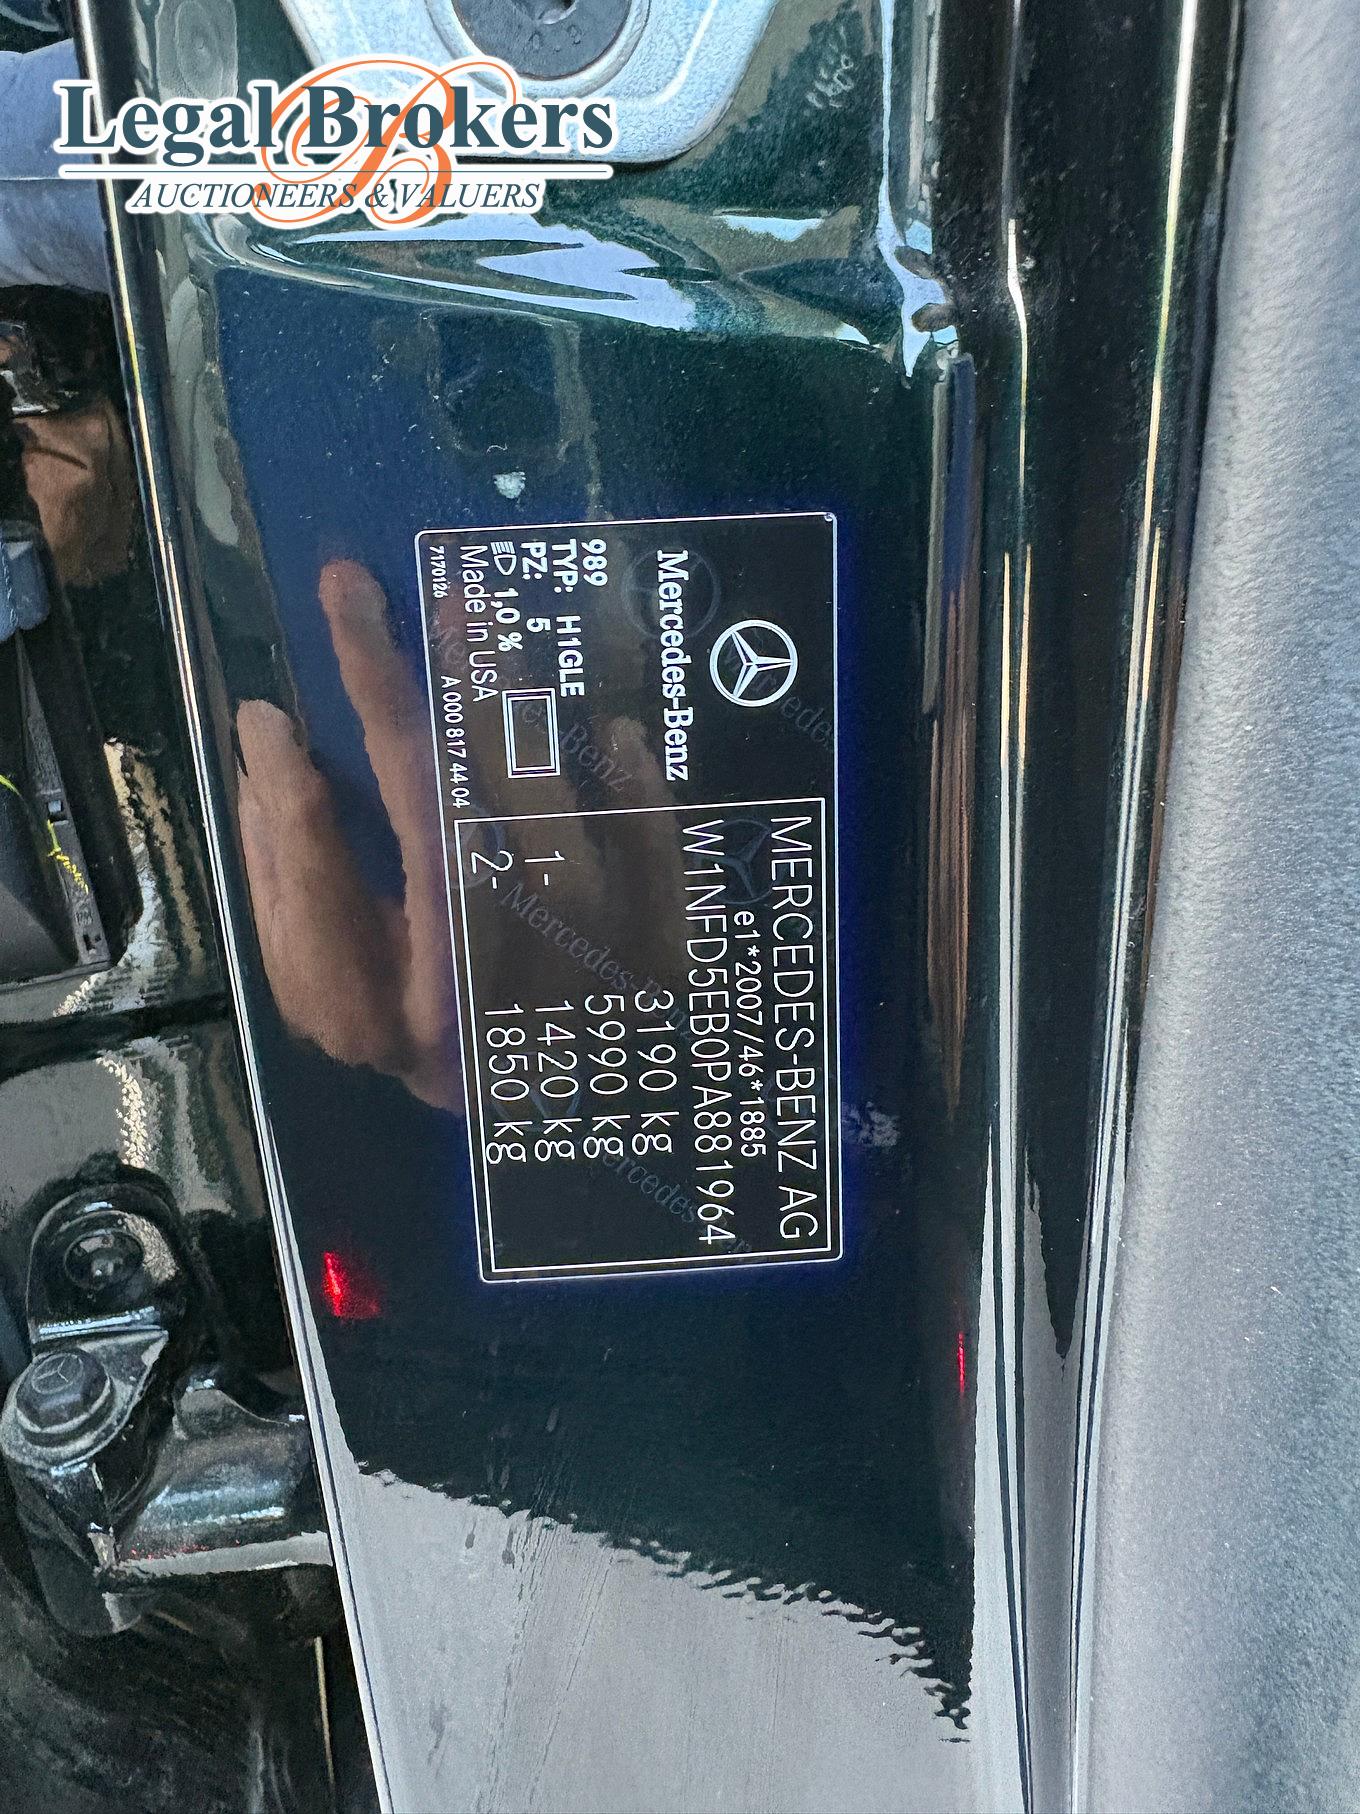 Legal Brokers
AUCTIONEERS & VALUERS
Mercedes-Benz
989
TYP: H1GLE
PZ: 5
1,0 %
Made in USA
7170126
A 000 817 44 04
MERCEDES-BENZ AG
e1*2007/46*1885
W1NFD5EB0PA881964
3190 kg
5990 kg
1- 1420 kg
2- 1850 kg